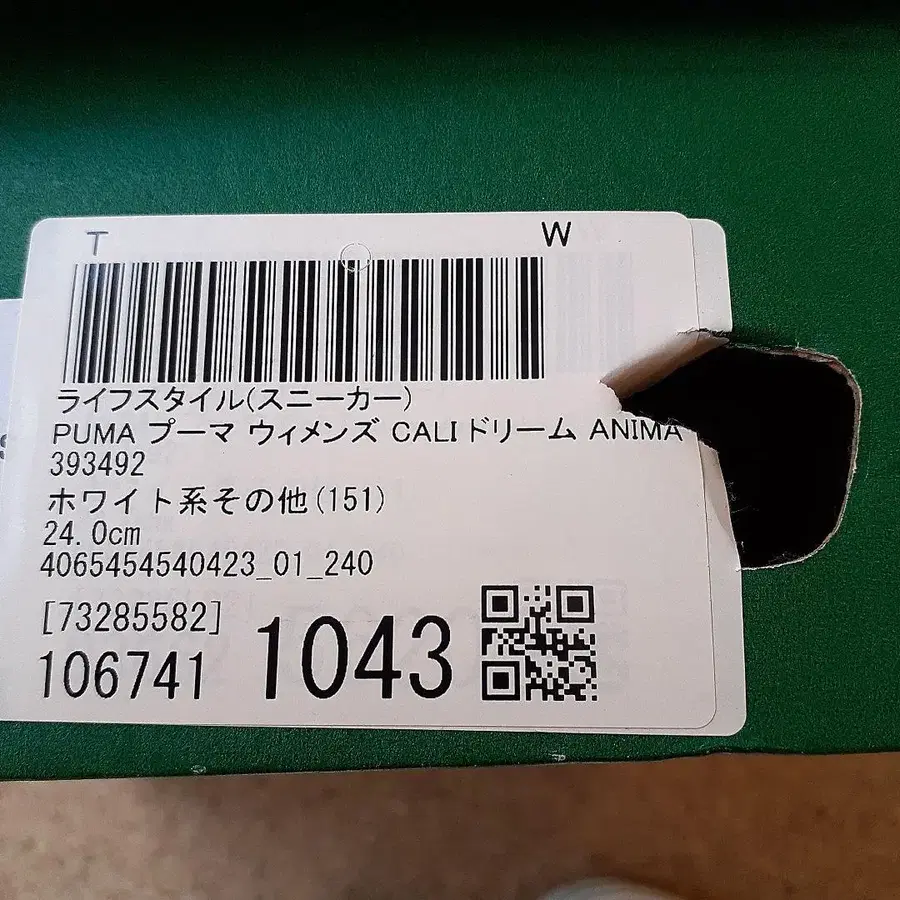 T W
ライフスタイル(スニーカー)
PUMA プーマ ウィメンズ CALI ドリーム ANIMA
393492
ホワイト系その他(151)
24.0cm
4065454540423_01_240
[73285582]
106741 1043